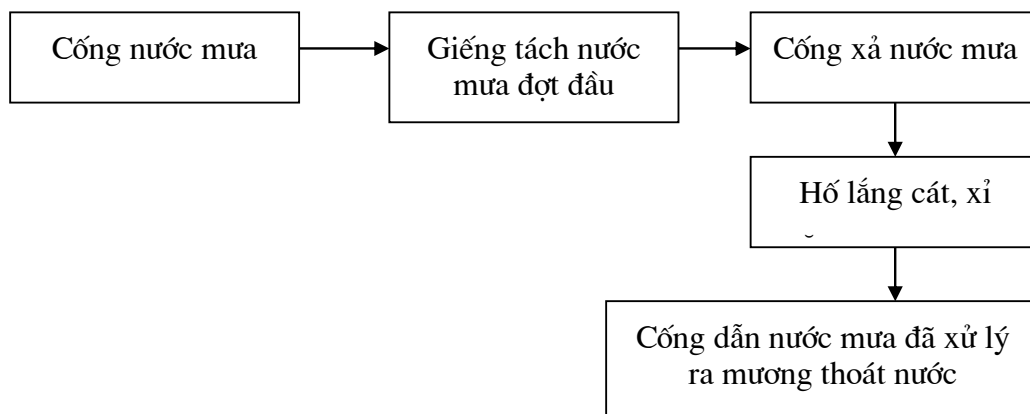 Cống nước mưa
Giếng tách nước
mưa đợt đầu
Cống xả nước mưa
Hố lắng cát, xỉ
Cống dẫn nước mưa đã xử lý
ra mương thoát nước